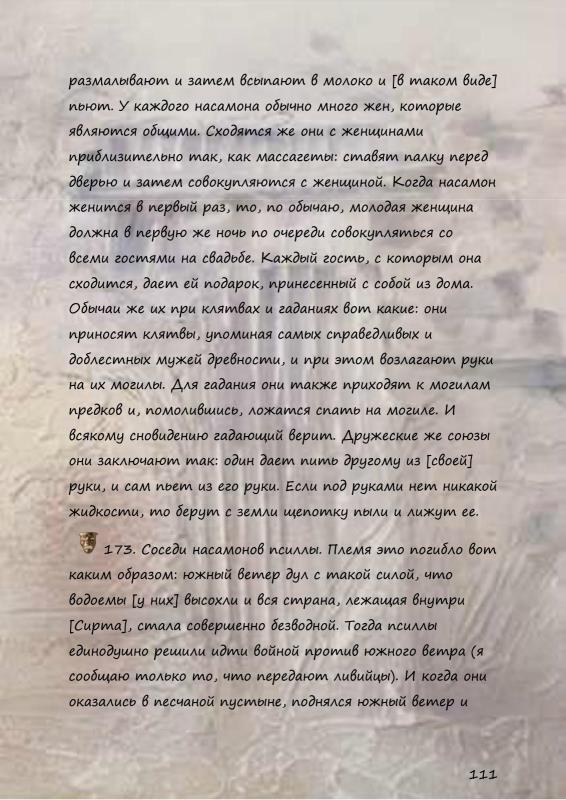 размалывают и затем всыпают в молоко и [в таком виде]
пьют. У каждого насамона обычно много жен, которые
являются общими. Сходятся же они с женщинами
приблизительно так, как массагеты: ставят палку перед
дверью и затем совокупляются с женщиной. Когда насамон
женится в первый раз, то, по обычаю, молодая женщина
должна в первую же ночь по очереди совокупляться со
всеми гостями на свадьбе. Каждый гость, с которым она
сходится, дает ей подарок, принесенный с собой из дома.
Обычаи же их при клятвах и гаданиях вот какие: они
приносят клятвы, упоминая самых справедливых и
доблестных мужей древности, и при этом возлагают руки
на их могилы. Для гадания они также приходят к могилам
предков и, помолившись, ложатся спать на могиле. И
всякому сновидению гадающий верит. Дружеские же союзы
они заключают так: один дает пить другому из [своей]
руки, и сам пьет из его руки. Если под руками нет никакой
жидкости, то берут с земли щепотку пыли и лижут ее.
173. Соседи насамонов псиллы. Племя это погибло вот
каким образом: южный ветер дул с такой силой, что
водоемы [у них] высохли и вся страна, лежащая внутри
[Сирта], стала совершенно безводной. Тогда псиллы
единодушно решили идти войной против южного ветра (я
сообщаю только то, что передают ливийцы). И когда они
оказались в песчаной пустыне, поднялся южный ветер и
111